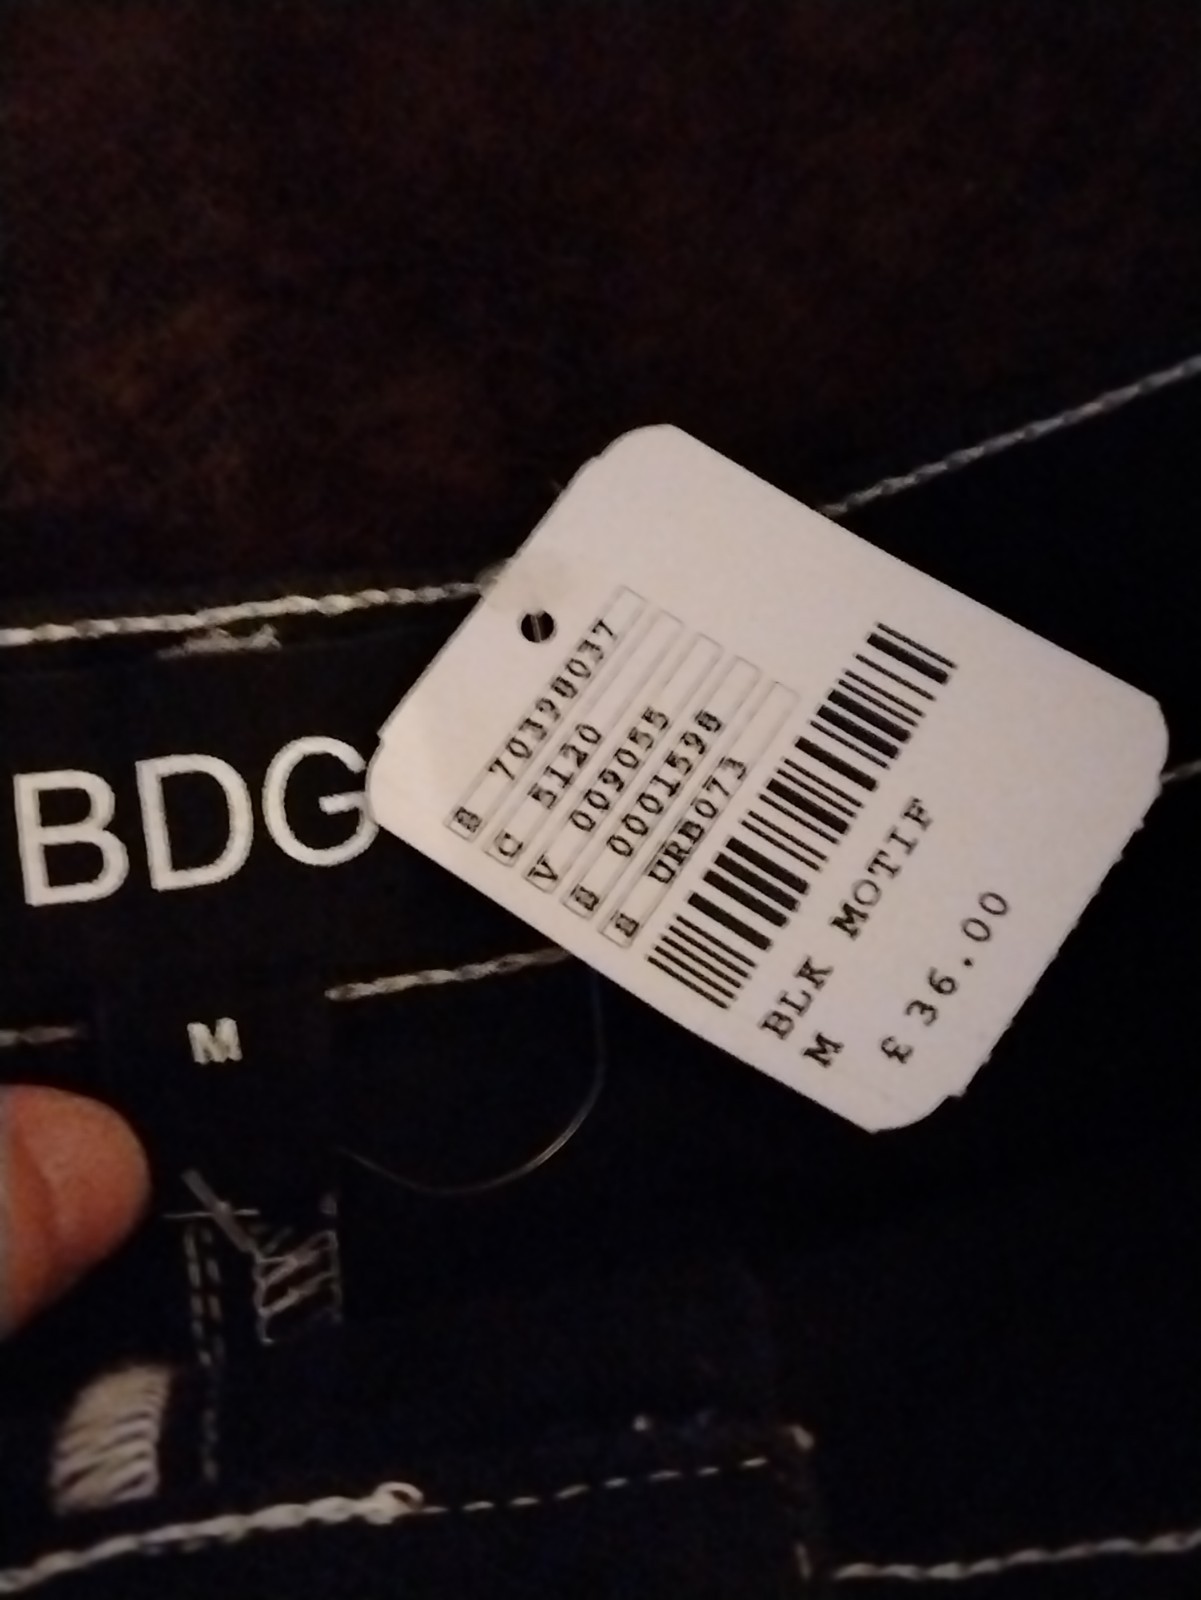 BDG
M
S 70390037
C 5120
V 009055
D 0001598
S URB073
BLK MOTIF
M
£ 36.00